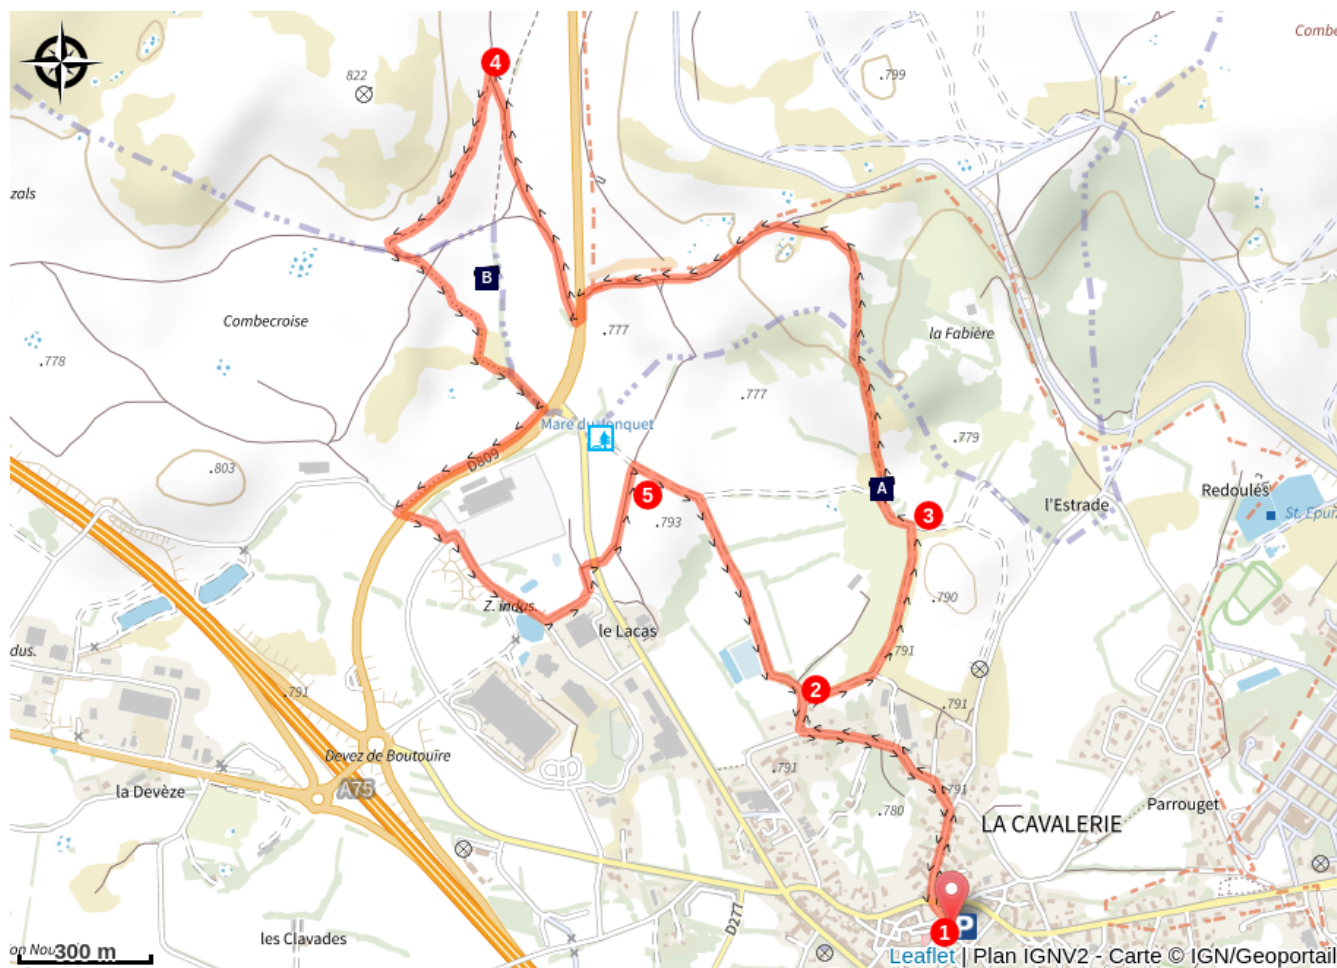 Combe
4
822
.799
zals
B
Combecroise
.777
la Fabière
.778
.777
Mare du Jonquet
.779
D809
.803
A
Redoulès
5
l'Estrade
.793
3
St. Epur.
.790
Z. indus.
le Lacas
dus.
.791
2
.791
.791
Devez de Boutouïre
.791
A75
la Devèze
.791
Parrouget
.780
LA CAVALERIE
D277
P
1
les Clavades
300 m
Leaflet | Plan IGNV2 - Carte © IGN/Geoportail